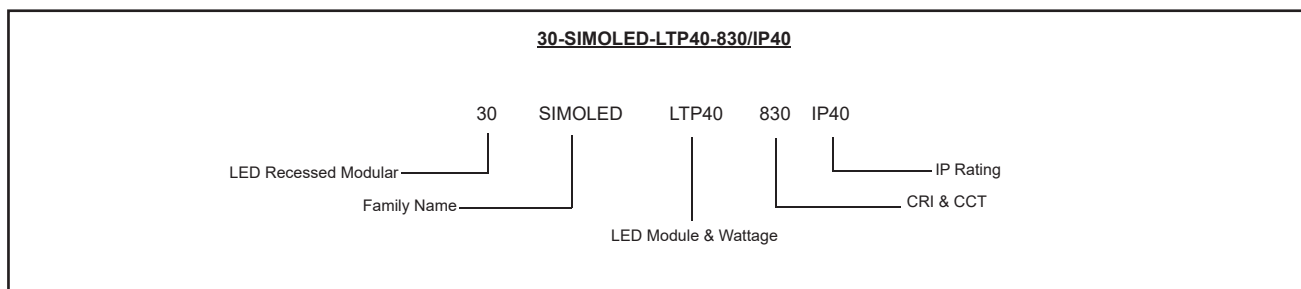 30-SIMOLED-LTP40-830/IP40
30 SIMOLED LTP40 830 IP40
LED Recessed Modular
IP Rating
Family Name
CRI & CCT
LED Module & Wattage